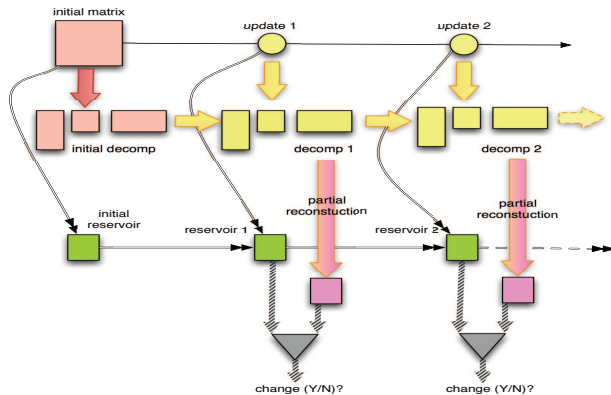 initial matrix
update 1
update 2
initial decomp
decomp 1
decomp 2
partial
reconstuction
partial
reconstuction
initial
reservoir
reservoir 1
reservoir 2
change (Y/N)?
change (Y/N)?